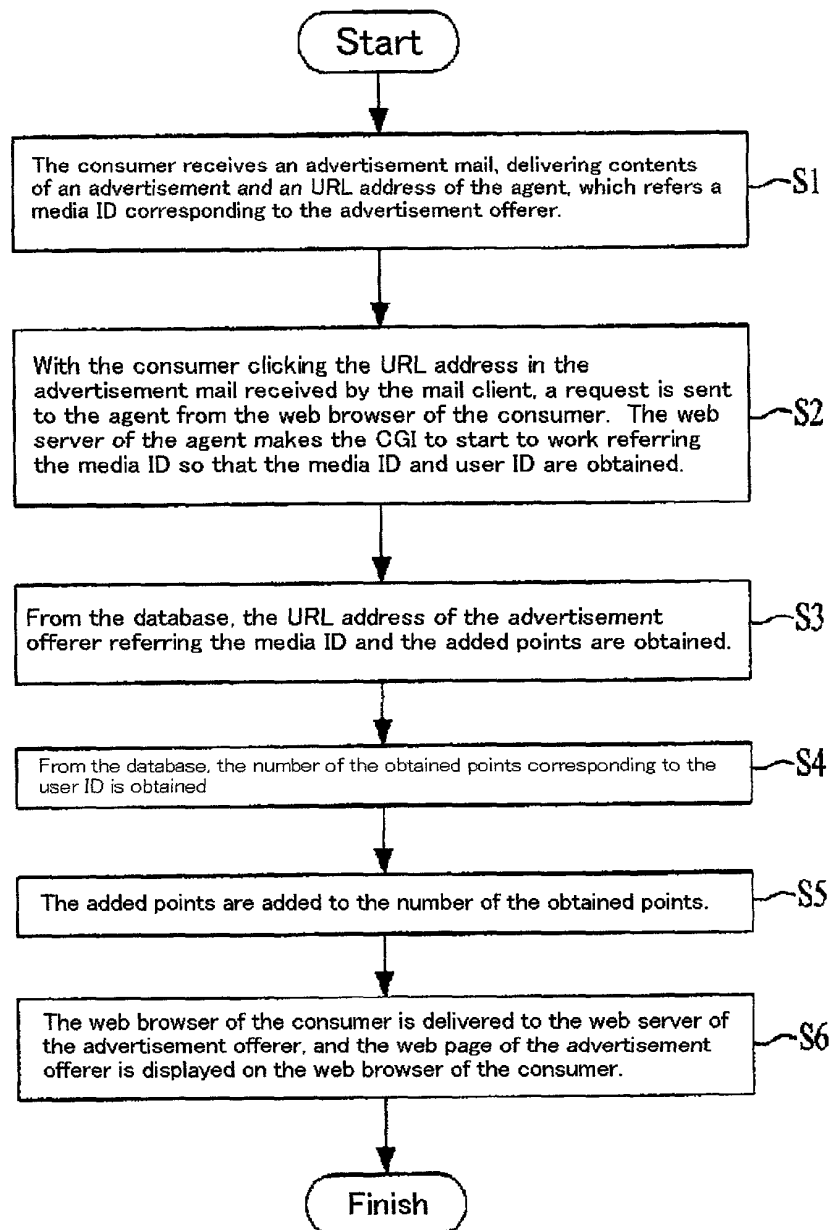 Start
The consumer receives an advertisement mail, delivering contents
of an advertisement and an URL address of the agent, which refers a
media ID corresponding to the advertisement offerer.
S1
With the consumer clicking the URL address in the
advertisement mail received by the mail client, a request is sent
to the agent from the web browser of the consumer. The web
server of the agent makes the CGI to start to work referring
the media ID so that the media ID and user ID are obtained.
S2
From the database, the URL address of the advertisement
offerer referring the media ID and the added points are obtained.
S3
From the database, the number of the obtained points corresponding to the
user ID is obtained
S4
The added points are added to the number of the obtained points.
S5
The web browser of the consumer is delivered to the web server of
the advertisement offerer, and the web page of the advertisement
offerer is displayed on the web browser of the consumer.
S6
Finish